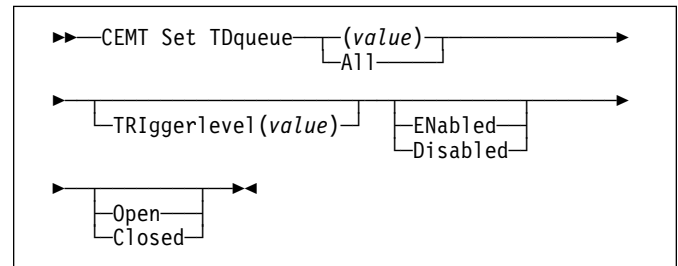 CEMT Set TDqueue (value)
All
TRIggerlevel(value) ENabled
Disabled
Open
Closed